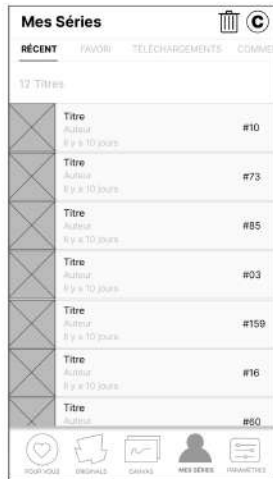 Mes Séries ©
RÉCENT FAVORI TÉLÉCHARGEMENTS COMME
12 Titres
Titre
Auteur
Il y a 10 jours
#10
Titre
Auteur
Il y a 10 jours
#73
Titre
Auteur
Il y a 10 jours
#85
Titre
Auteur
Il y a 10 jours
#03
Titre
Auteur
Il y a 10 jours
#159
Titre
Auteur
Il y a 10 jours
#16
Titre
Auteur
#60
POUR VOUS ORIGINALS CANVAS MES SÉRIES PARAMÈTRES